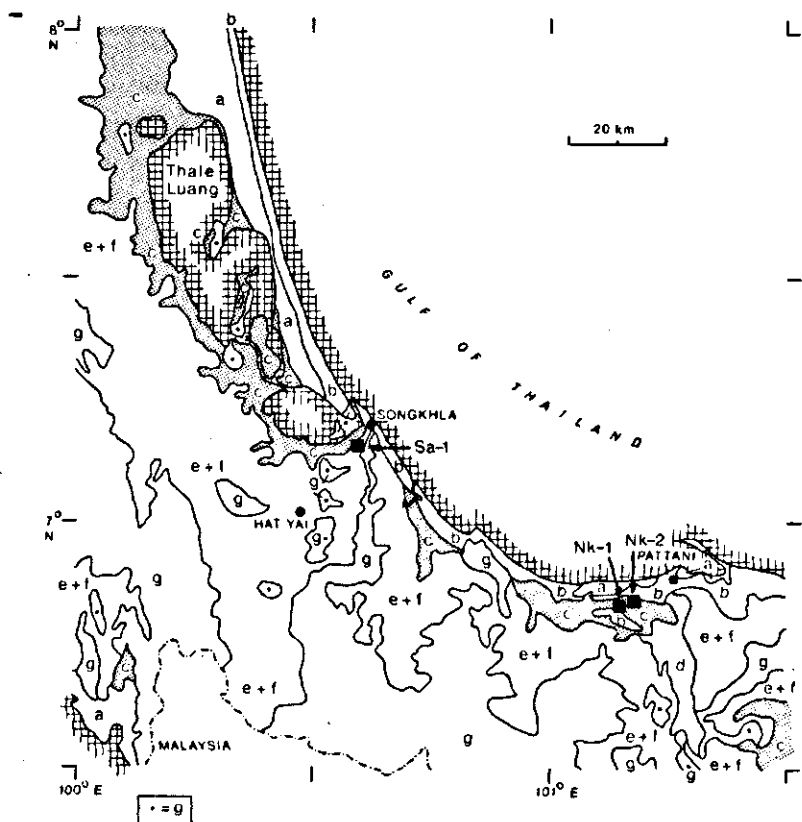 8° N
b
a
c
c
20 km
Thale
Luang
c
e+f
c
c
GULF OF THAILAND
g
a
c
c
c
b
SONGKHLA
Sa-1
e+f
g
g
b
HAT YAI
7° N
g
g
c
b
g
Nk-2
Nk-1
PATTANI
a
e+f
g
e+f
b
a
b
b
c
b
c
g
c
e+f
e+f
d
g
e+f
a
e+f
MALAYSIA
g
e+f
e+f
g
g
e+f
c
100° E
101° E
• = g